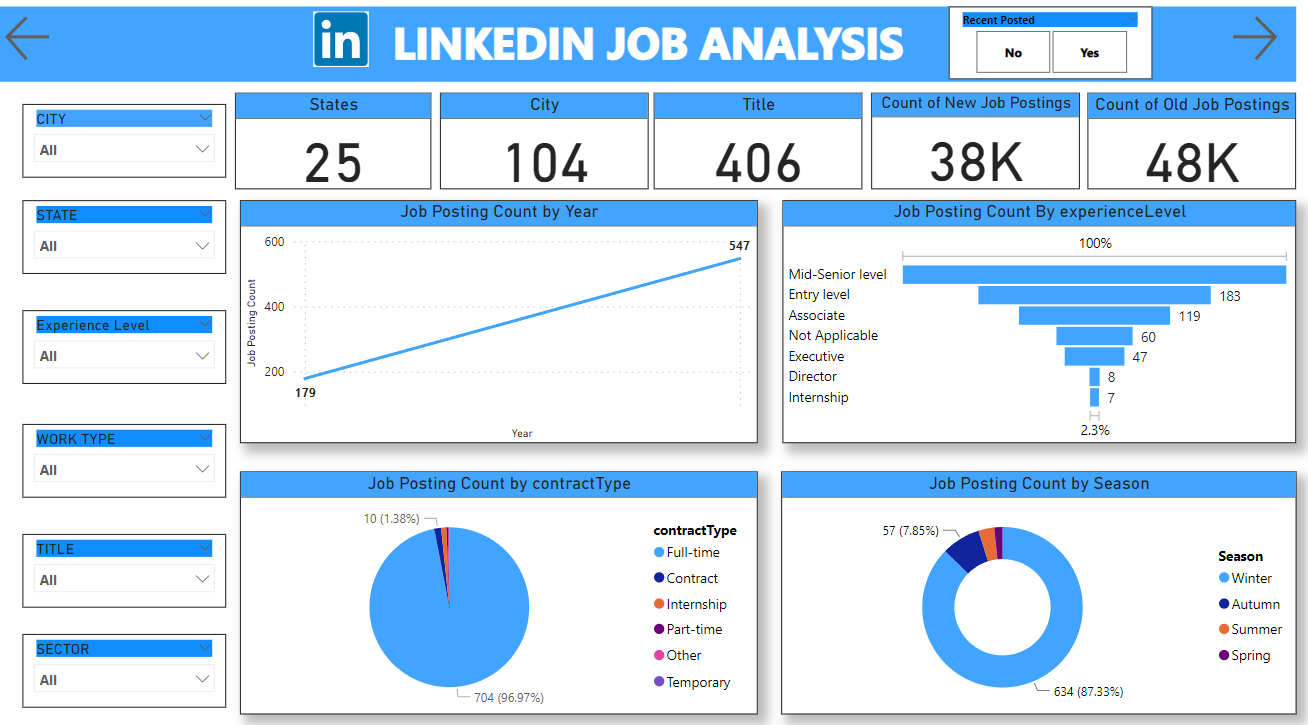 in
LINKEDIN JOB ANALYSIS
Recent Posted
No
Yes
CITY
All
STATE
All
Experience Level
All
WORK TYPE
All
TITLE
All
SECTOR
All
States
25
City
104
Title
406
Count of New Job Postings
38K
Count of Old Job Postings
48K
Job Posting Count by Year
Job Posting Count
600
400
200
547
179
Year
Job Posting Count By experienceLevel
100%
Mid-Senior level
Entry level
183
Associate
119
Not Applicable
60
Executive
47
Director
8
Internship
7
2.3%
Job Posting Count by contractType
10 (1.38%)
704 (96.97%)
contractType
Full-time
Contract
Internship
Part-time
Other
Temporary
Job Posting Count by Season
57 (7.85%)
634 (87.33%)
Season
Winter
Autumn
Summer
Spring